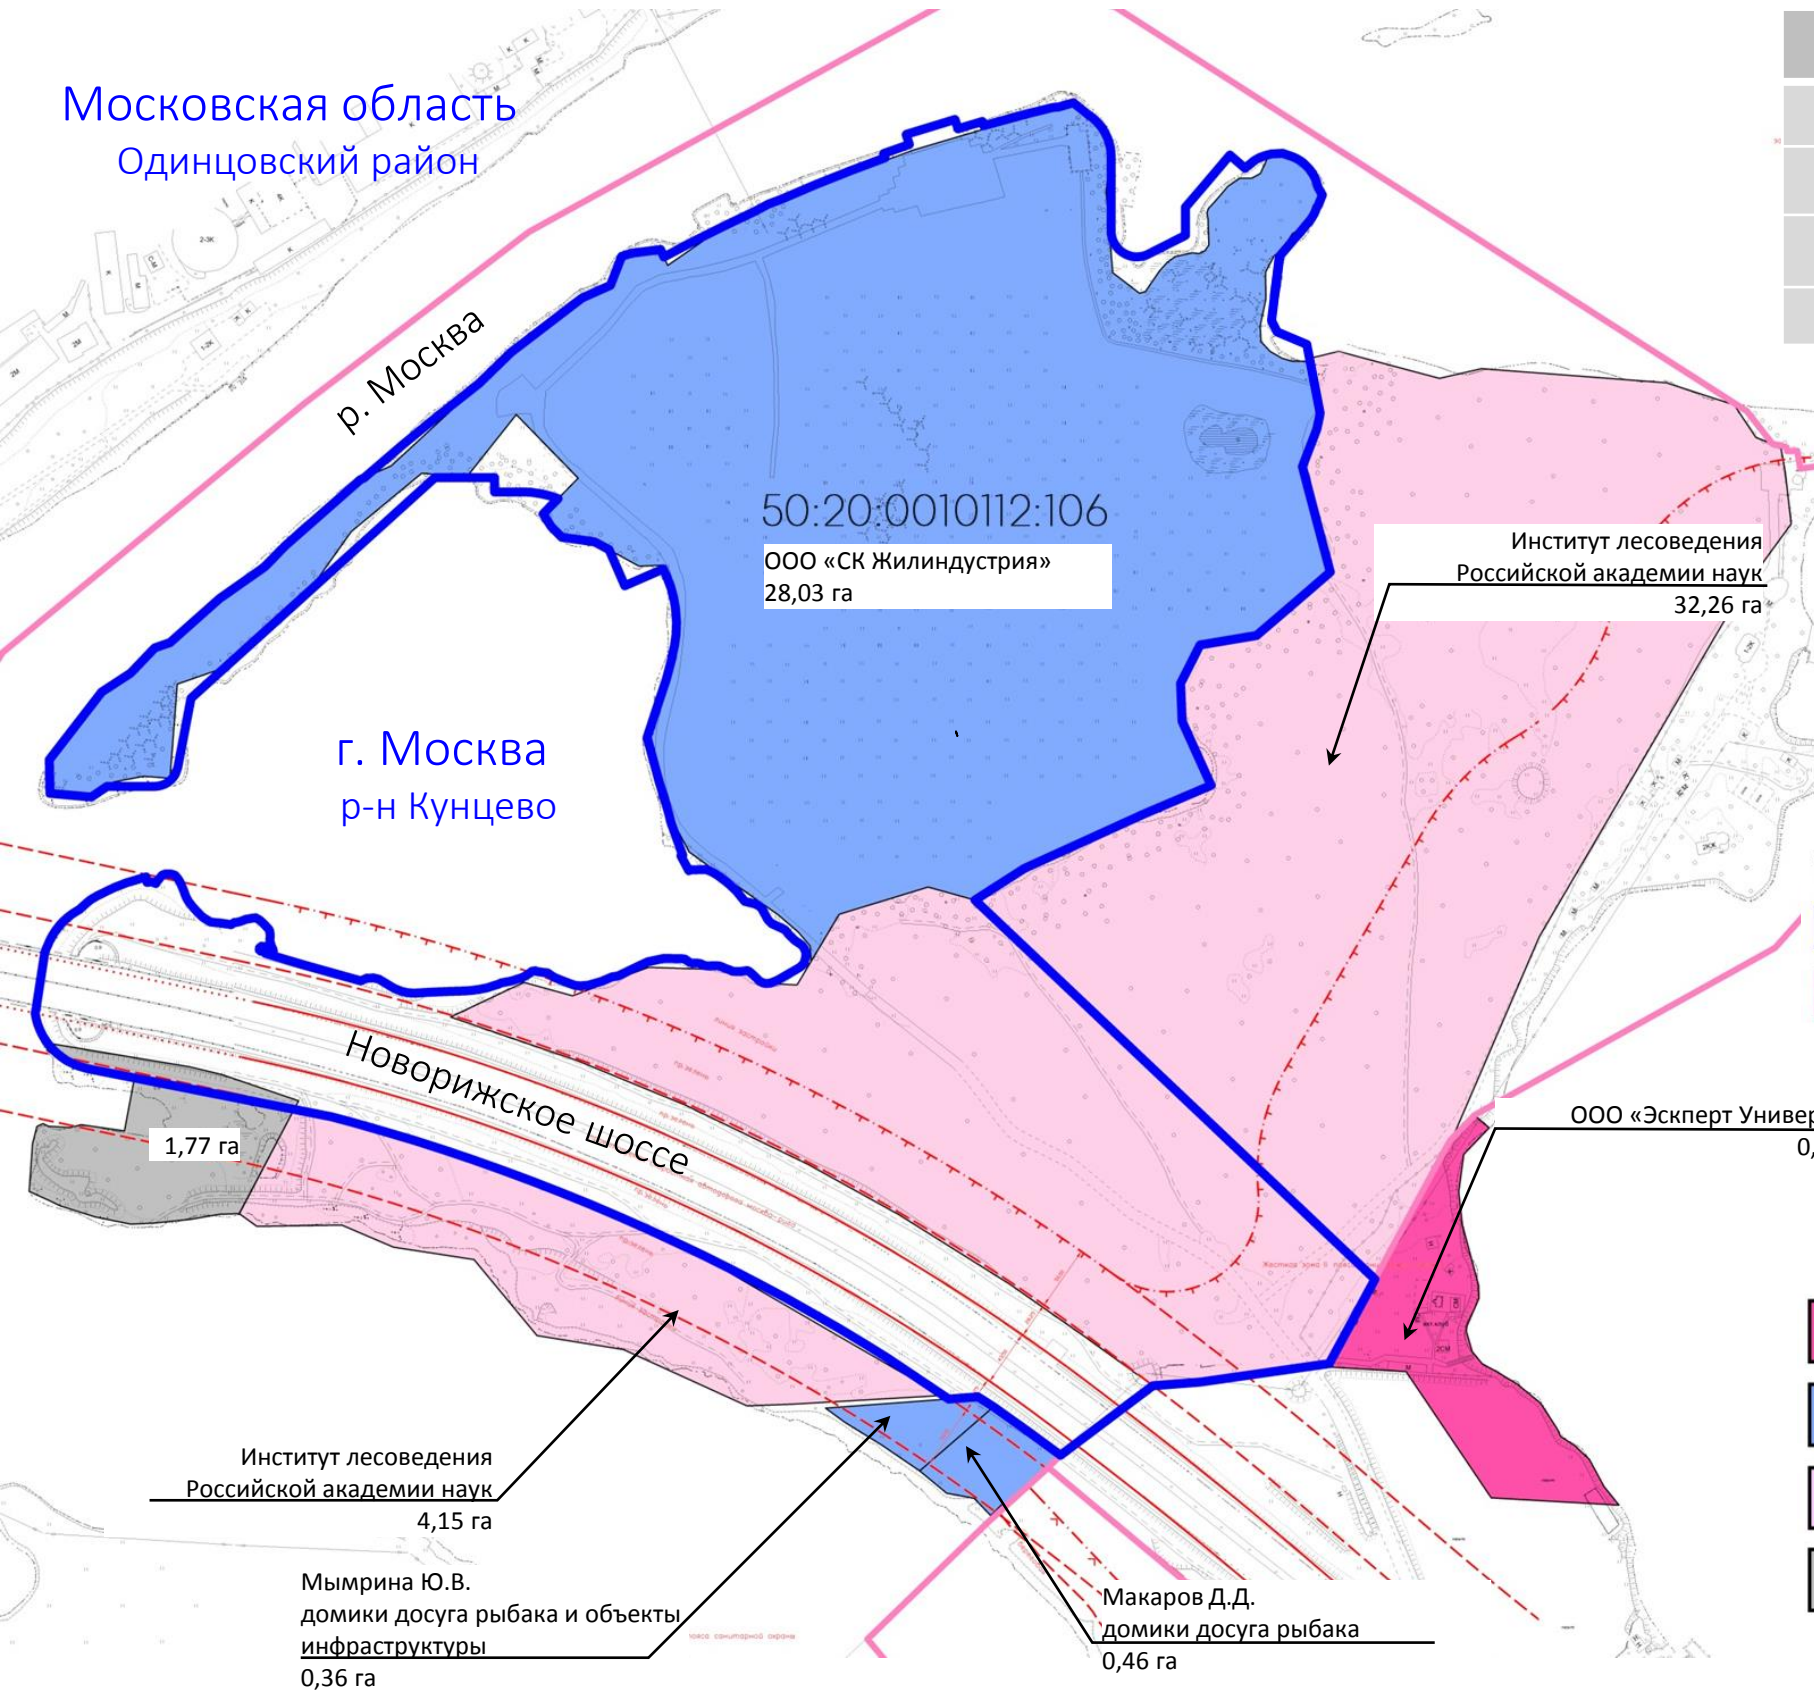 Московская область
Одинцовский район
р. Москва
50:20:0010112:106
ООО «СК Жилиндустрия»
28,03 га
Институт лесоведения
Российской академии наук
32,26 га
г. Москва
р-н Кунцево
Новорижское шоссе
ООО «Эскперт Универ
0,
1,77 га
Институт лесоведения
Российской академии наук
4,15 га
Мымрина Ю.В.
домики досуга рыбака и объекты
инфраструктуры
0,36 га
Макаров Д.Д.
домики досуга рыбака
0,46 га